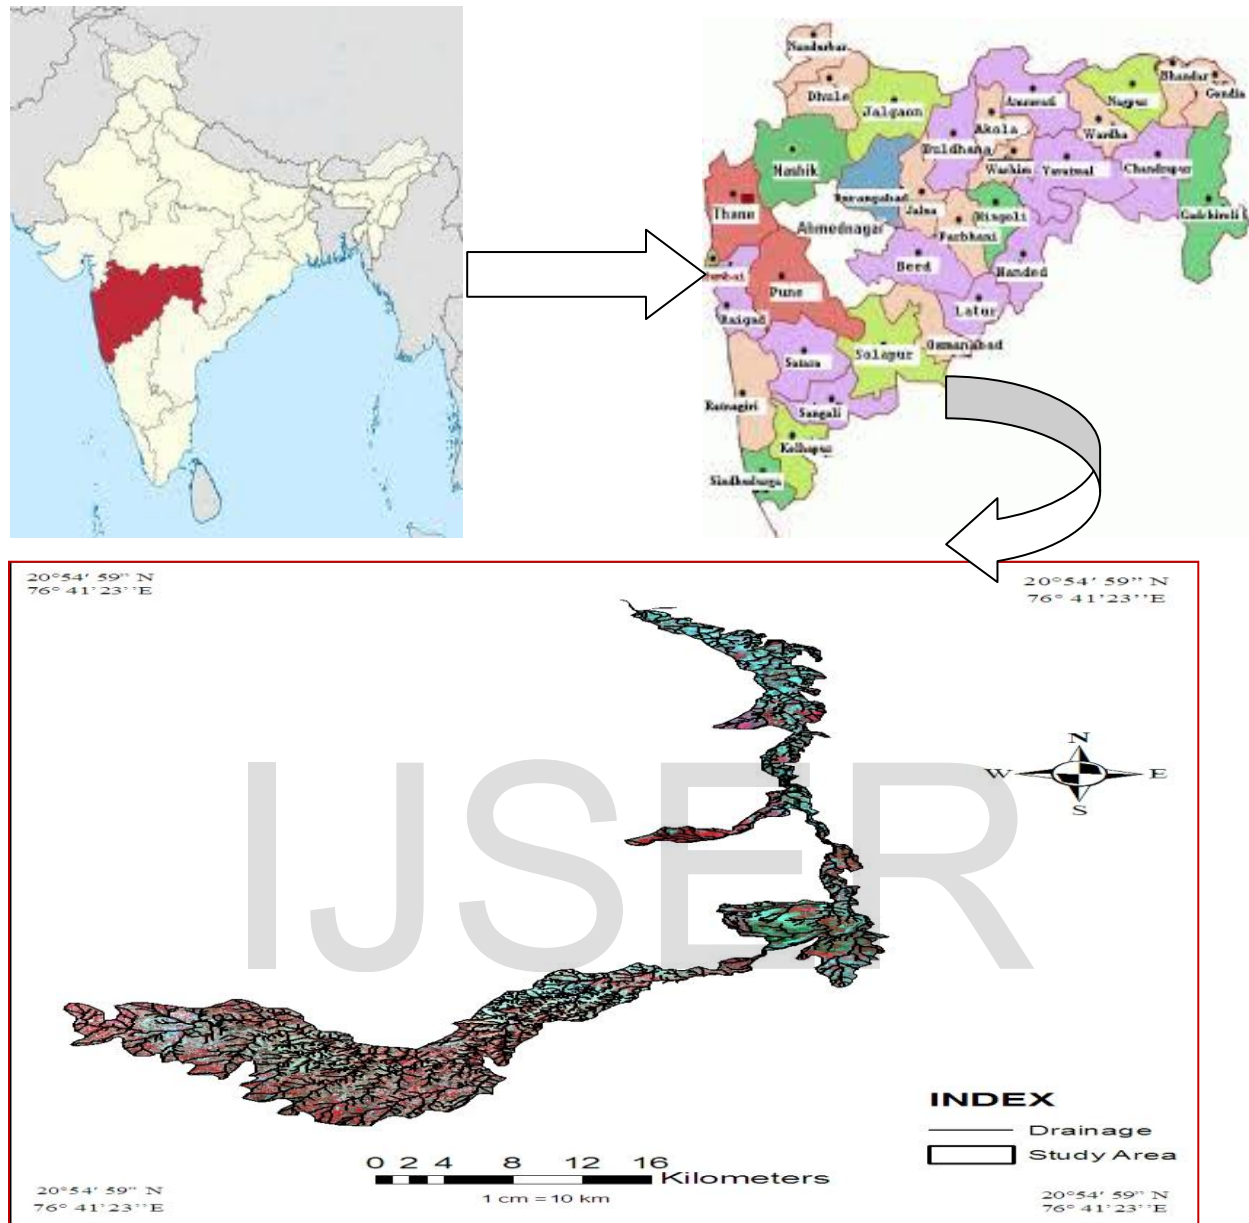 Nandurbar
Dhule
Jalgaon
Amravati
Nagpur
Bhandar
Gondia
Akola
Wardha
Buldhana
Nashik
Washim
Yavatmal
Chandrapur
Thane
Aurangabad
Jalna
Hingoli
Gadchiroli
Ahmednagar
Parbhani
Beed
Nanded
Pune
Raigad
Latur
Satara
Solapur
Osmanabad
Ratnagiri
Sangali
Kolhapur
Sindhudurga
20°54' 59" N
76° 41'23''E
20°54' 59" N
76° 41'23''E
N
W
E
S
IJSER
INDEX
Drainage
Study Area
0 2 4 8 12 16
Kilometers
1 cm = 10 km
20°54' 59" N
76° 41'23''E
20°54' 59" N
76° 41'23''E